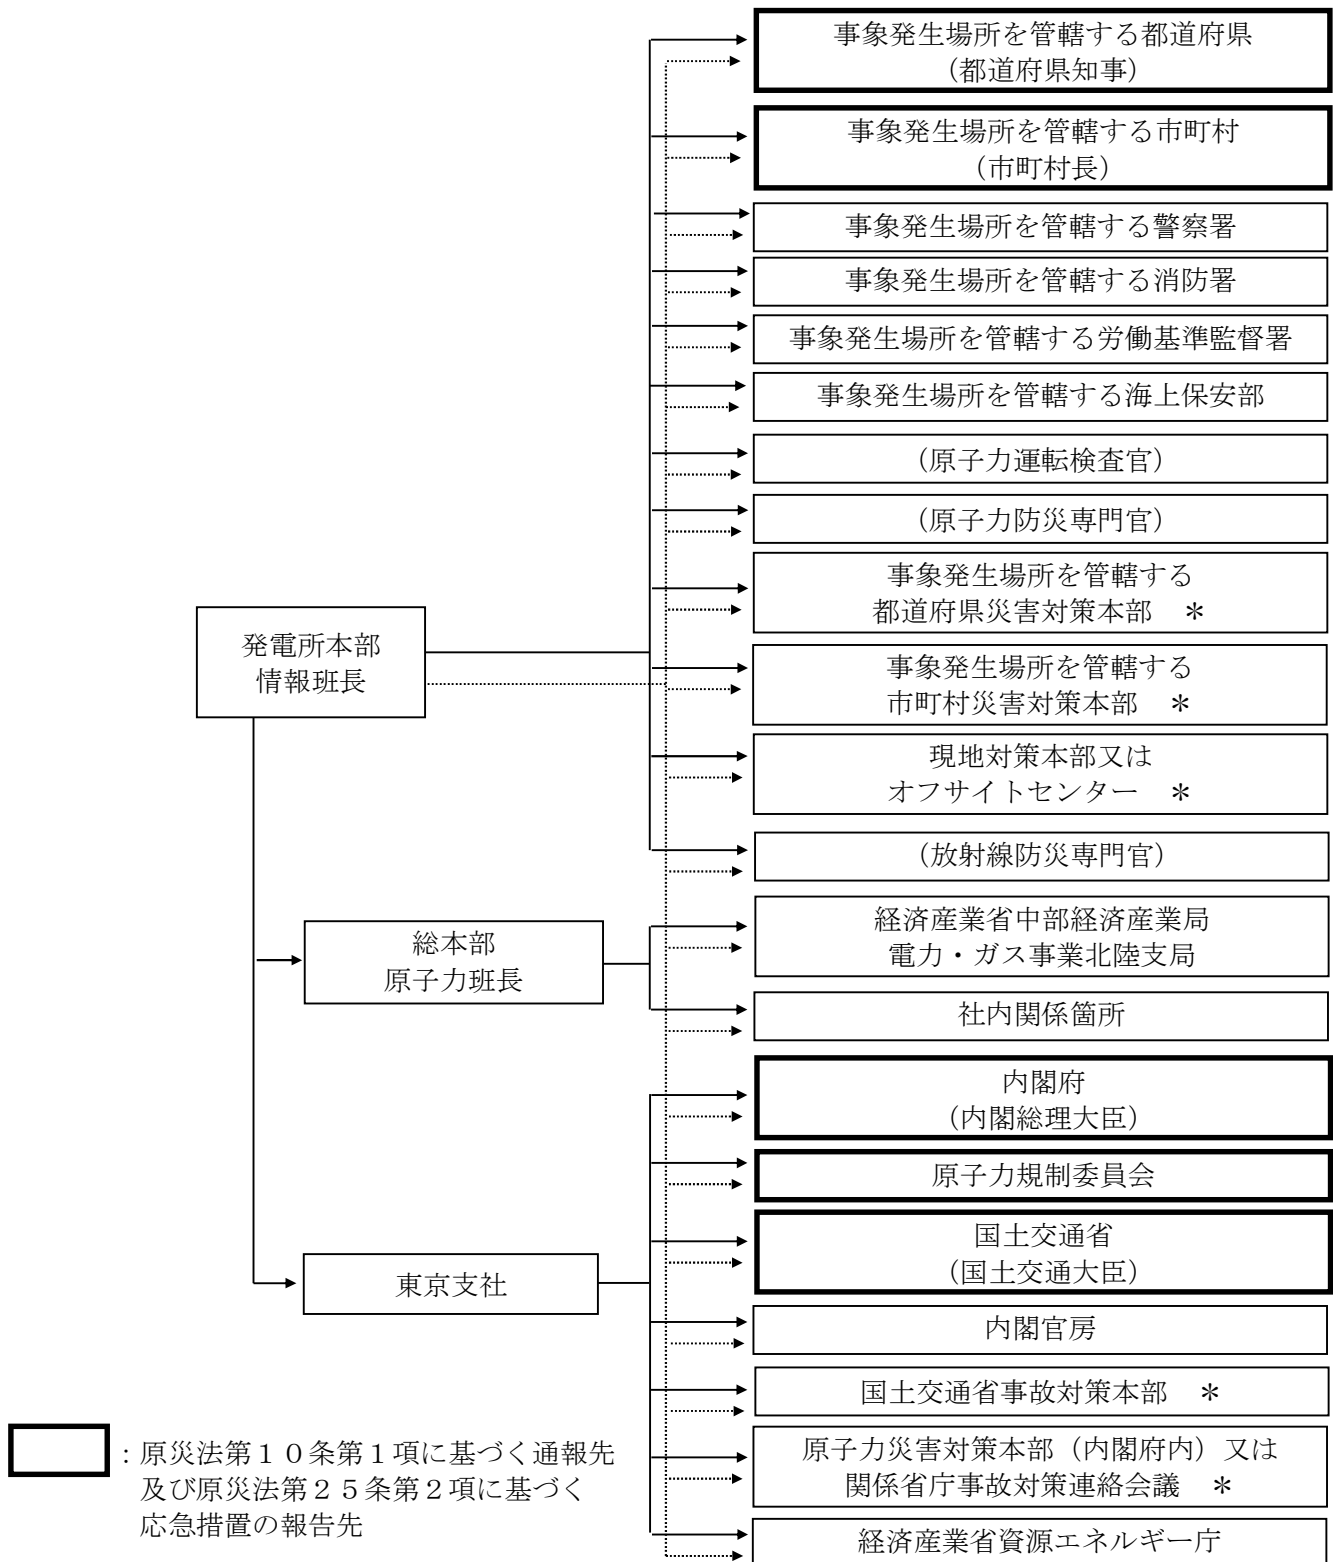 事象発生場所を管轄する都道府県
（都道府県知事）
事象発生場所を管轄する市町村
（市町村長）
事象発生場所を管轄する警察署
事象発生場所を管轄する消防署
事象発生場所を管轄する労働基準監督署
事象発生場所を管轄する海上保安部
（原子力運転検査官）
（原子力防災専門官）
事象発生場所を管轄する
都道府県災害対策本部　＊
発電所本部
情報班長
事象発生場所を管轄する
市町村災害対策本部　＊
現地対策本部又は
オフサイトセンター　＊
（放射線防災専門官）
総本部
原子力班長
経済産業省中部経済産業局
電力・ガス事業北陸支局
社内関係箇所
内閣府
（内閣総理大臣）
原子力規制委員会
国土交通省
（国土交通大臣）
東京支社
内閣官房
国土交通省事故対策本部　＊
原子力災害対策本部（内閣府内）又は
関係省庁事故対策連絡会議　＊
経済産業省資源エネルギー庁
：原災法第１０条第１項に基づく通報先
及び原災法第２５条第２項に基づく
応急措置の報告先